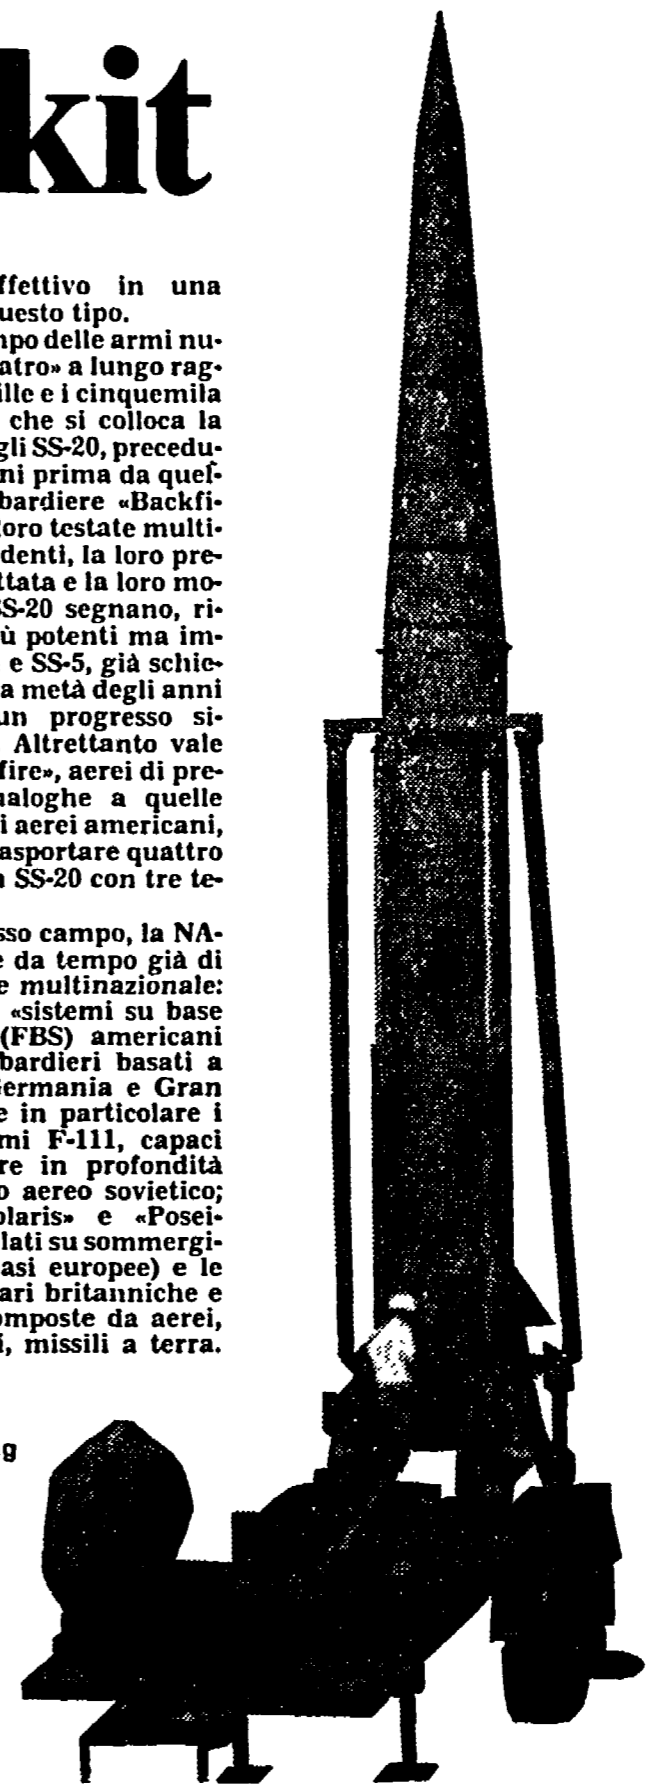 kit
ffettivo in una
uesto tipo.
npo delle armi nu-
atro» a lungo rag-
ille e i cinquemila
che si colloca la
gli SS-20, precedu-
ni prima da quel-
bardiere «Backfi-
loro testate multi-
denti, la loro pre-
ttata e la loro mo-
SS-20 segnano, ri-
ù potenti ma im-
e SS-5, già schie-
a metà degli anni
un progresso si-
Altrettanto vale
fire», aerei di pre-
naloghe a quelle
i aerei americani,
asportare quattro
n SS-20 con tre te-
sso campo, la NA-
e da tempo già di
e multinazionale:
«sistemi su base
(FBS) americani
bardieri basati a
Germania e Gran
e in particolare i
mi F-111, capaci
re in profondità
o aereo sovietico;
olaris» e «Posei-
lati su sommergi-
asi europee) e le
ari britanniche e
omposte da aerei,
i, missili a terra.
g